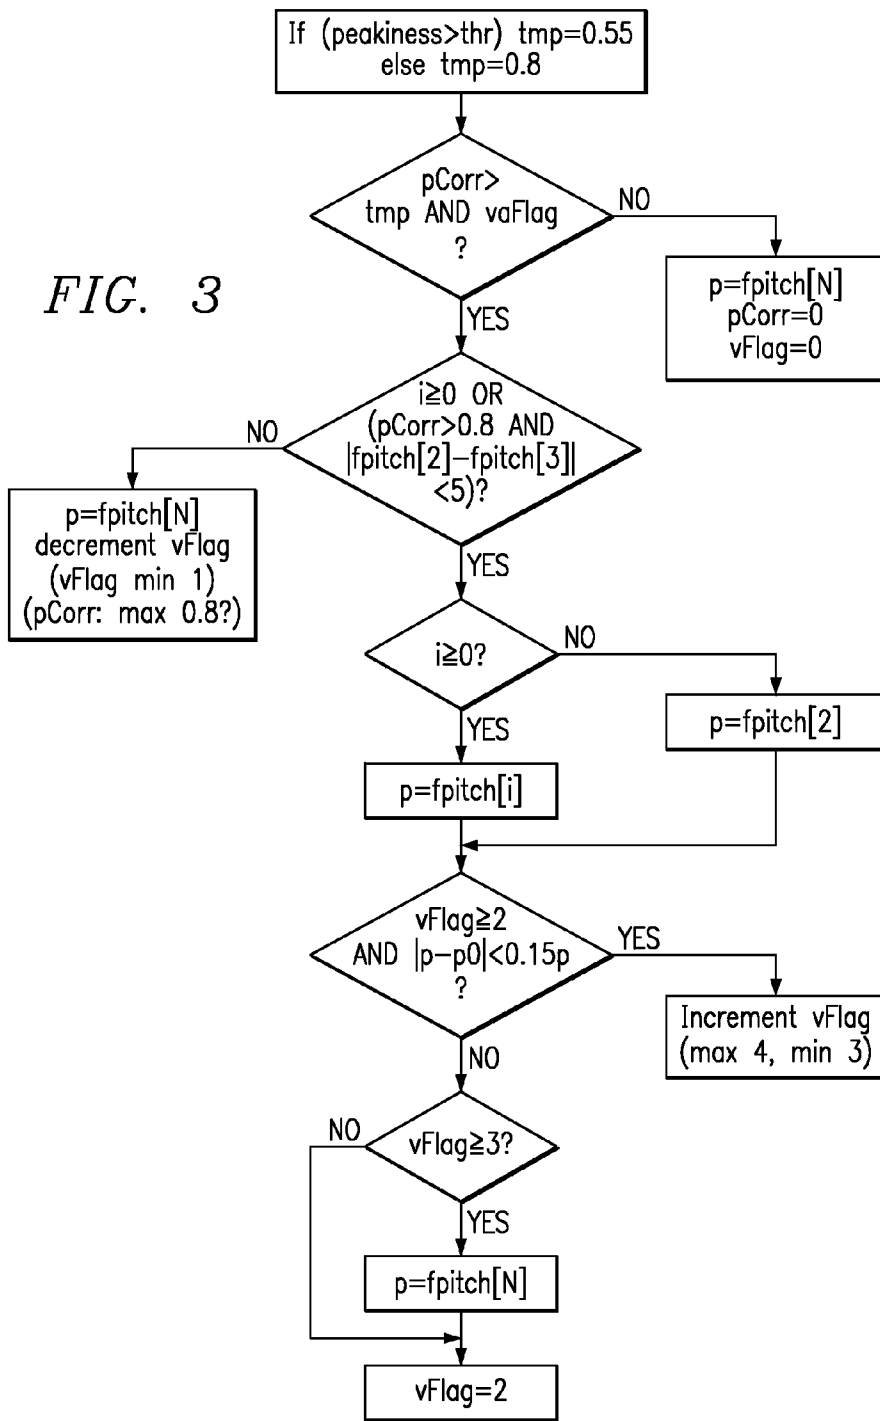 If (peakiness>thr) tmp=0.55
else tmp=0.8
pCorr>
tmp AND vaFlag
?
NO
p=fpitch[N]
pCorr=0
vFlag=0
FIG. 3
YES
i≧0 OR
(pCorr>0.8 AND
|fpitch[2]−fpitch[3]|
<5)?
NO
p=fpitch[N]
decrement vFlag
(vFlag min 1)
(pCorr: max 0.8?)
YES
i≧0?
NO
p=fpitch[2]
YES
p=fpitch[i]
vFlag≧2
AND |p−p0|<0.15p
?
YES
Increment vFlag
(max 4, min 3)
NO
vFlag≧3?
NO
YES
p=fpitch[N]
vFlag=2